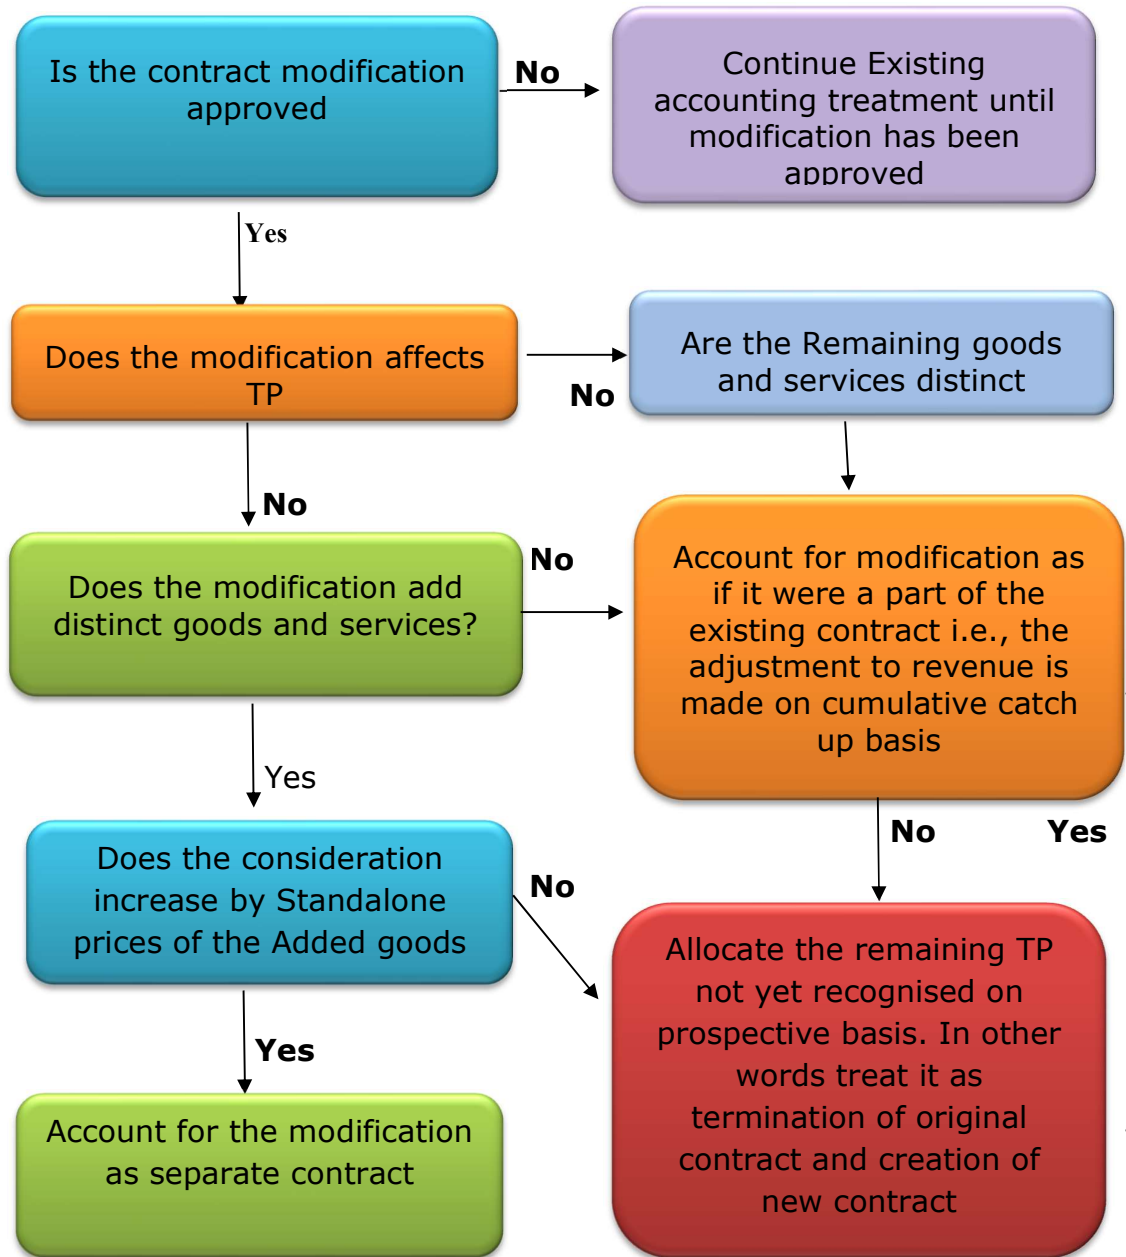 Is the contract modification
approved
No
Continue Existing
accounting treatment until
modification has been
approved
Yes
Does the modification affects
TP
No
Are the Remaining goods
and services distinct
No
Does the modification add
distinct goods and services?
No
Account for modification as
if it were a part of the
existing contract i.e., the
adjustment to revenue is
made on cumulative catch
up basis
Yes
No
Yes
Does the consideration
increase by Standalone
prices of the Added goods
No
Allocate the remaining TP
not yet recognised on
prospective basis. In other
words treat it as
termination of original
contract and creation of
new contract
Yes
Account for the modification
as separate contract